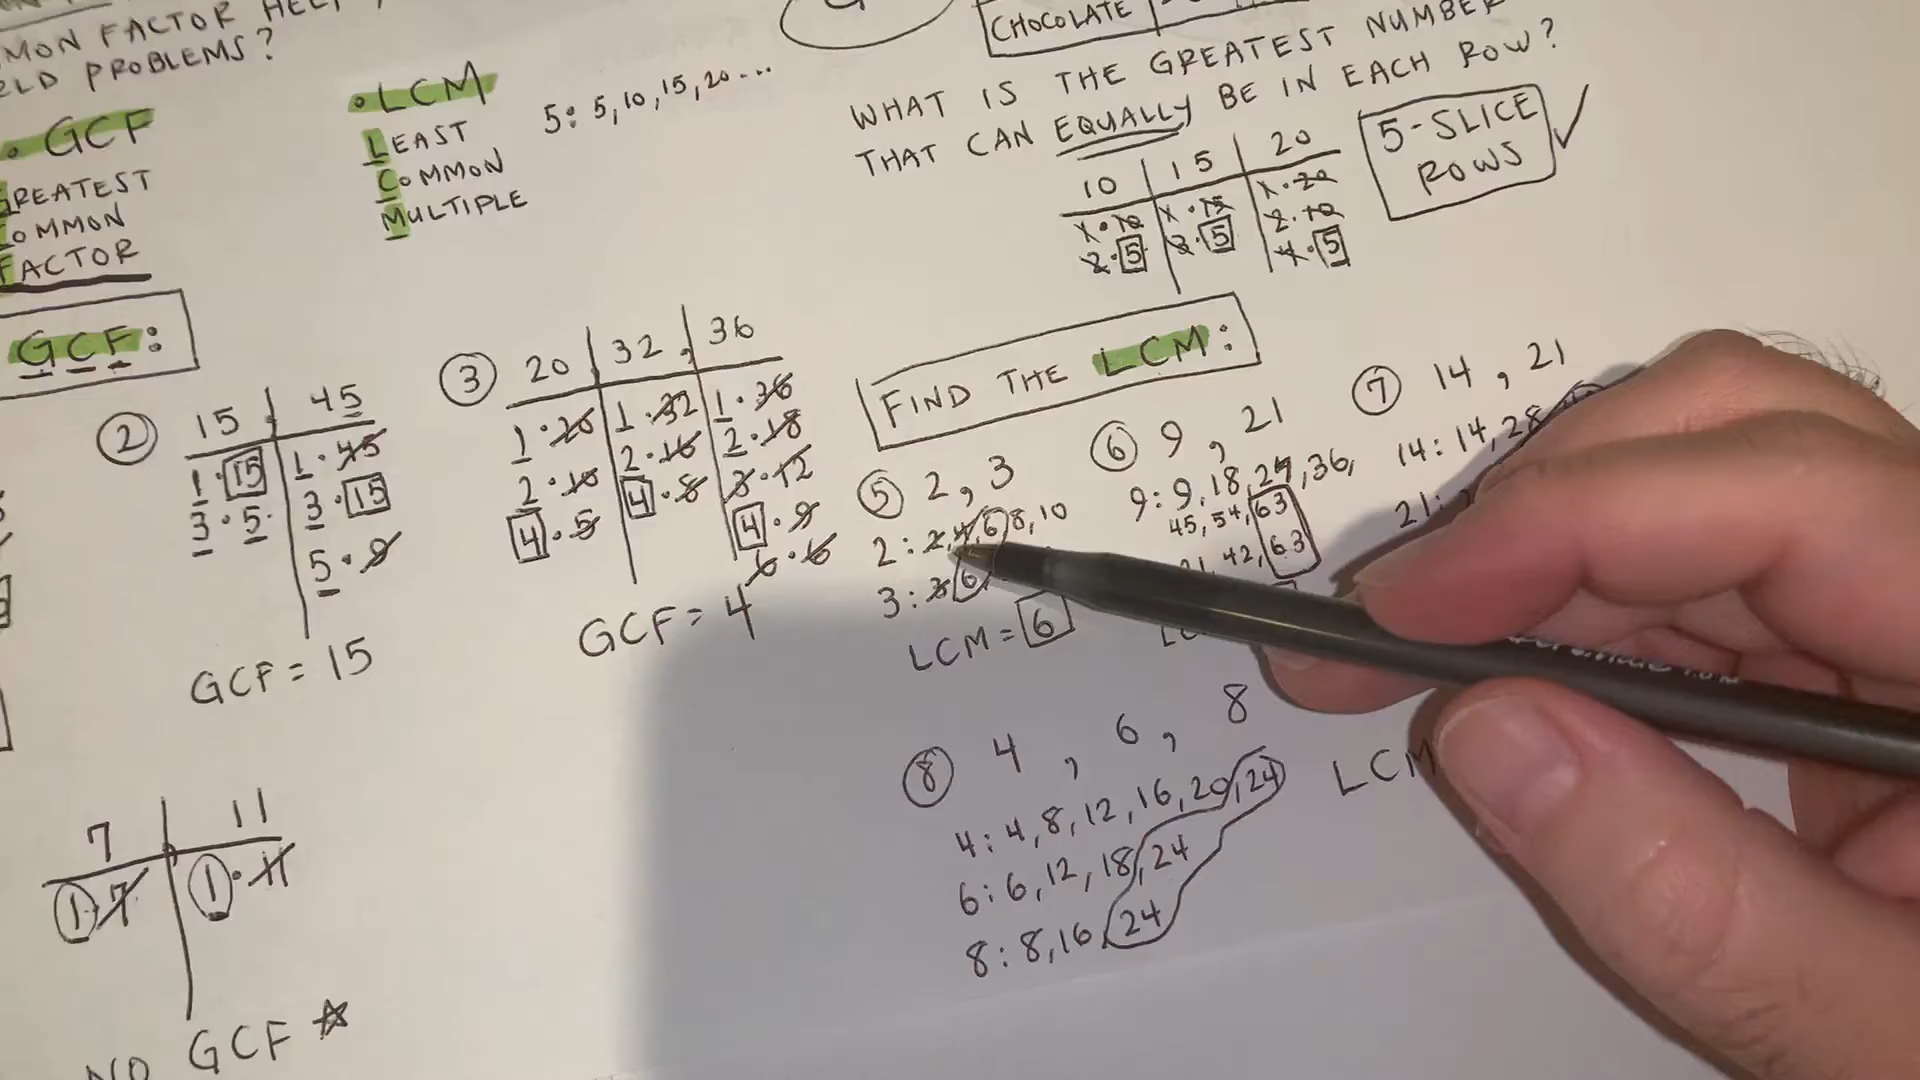 MON FACTOR HELP
PROBLEMS?
• GCF
GREATEST
COMMON
FACTOR
• LCM
LEAST
COMMON
MULTIPLE
5: 5, 10, 15, 20...
CHOCOLATE
WHAT IS THE GREATEST NUMBER
THAT CAN EQUALLY BE IN EACH ROW?
10 15 20
1·10 1·15 1·20
2·5 3·5 2·10
4·5
5-SLICE
ROWS
GCF:
② 15, 45
1·15 1·45
3·5 3·15
5·9
GCF = 15
③ 20, 32, 36
1·20 1·32 1·36
2·10 2·16 2·18
4·5 4·8 3·12
4·9
6·6
GCF = 4
7, 11
1·7 1·11
NO GCF
FIND THE LCM:
⑤ 2, 3
2: 2, 4, 6, 8, 10
3: 3, 6
LCM = 6
⑥ 9, 21
9: 9, 18, 27, 36,
45, 54, 63
42, 63
⑦ 14, 21
14: 14, 28
21:
⑧ 4, 6, 8
4: 4, 8, 12, 16, 20, 24
6: 6, 12, 18, 24
8: 8, 16, 24
LCM